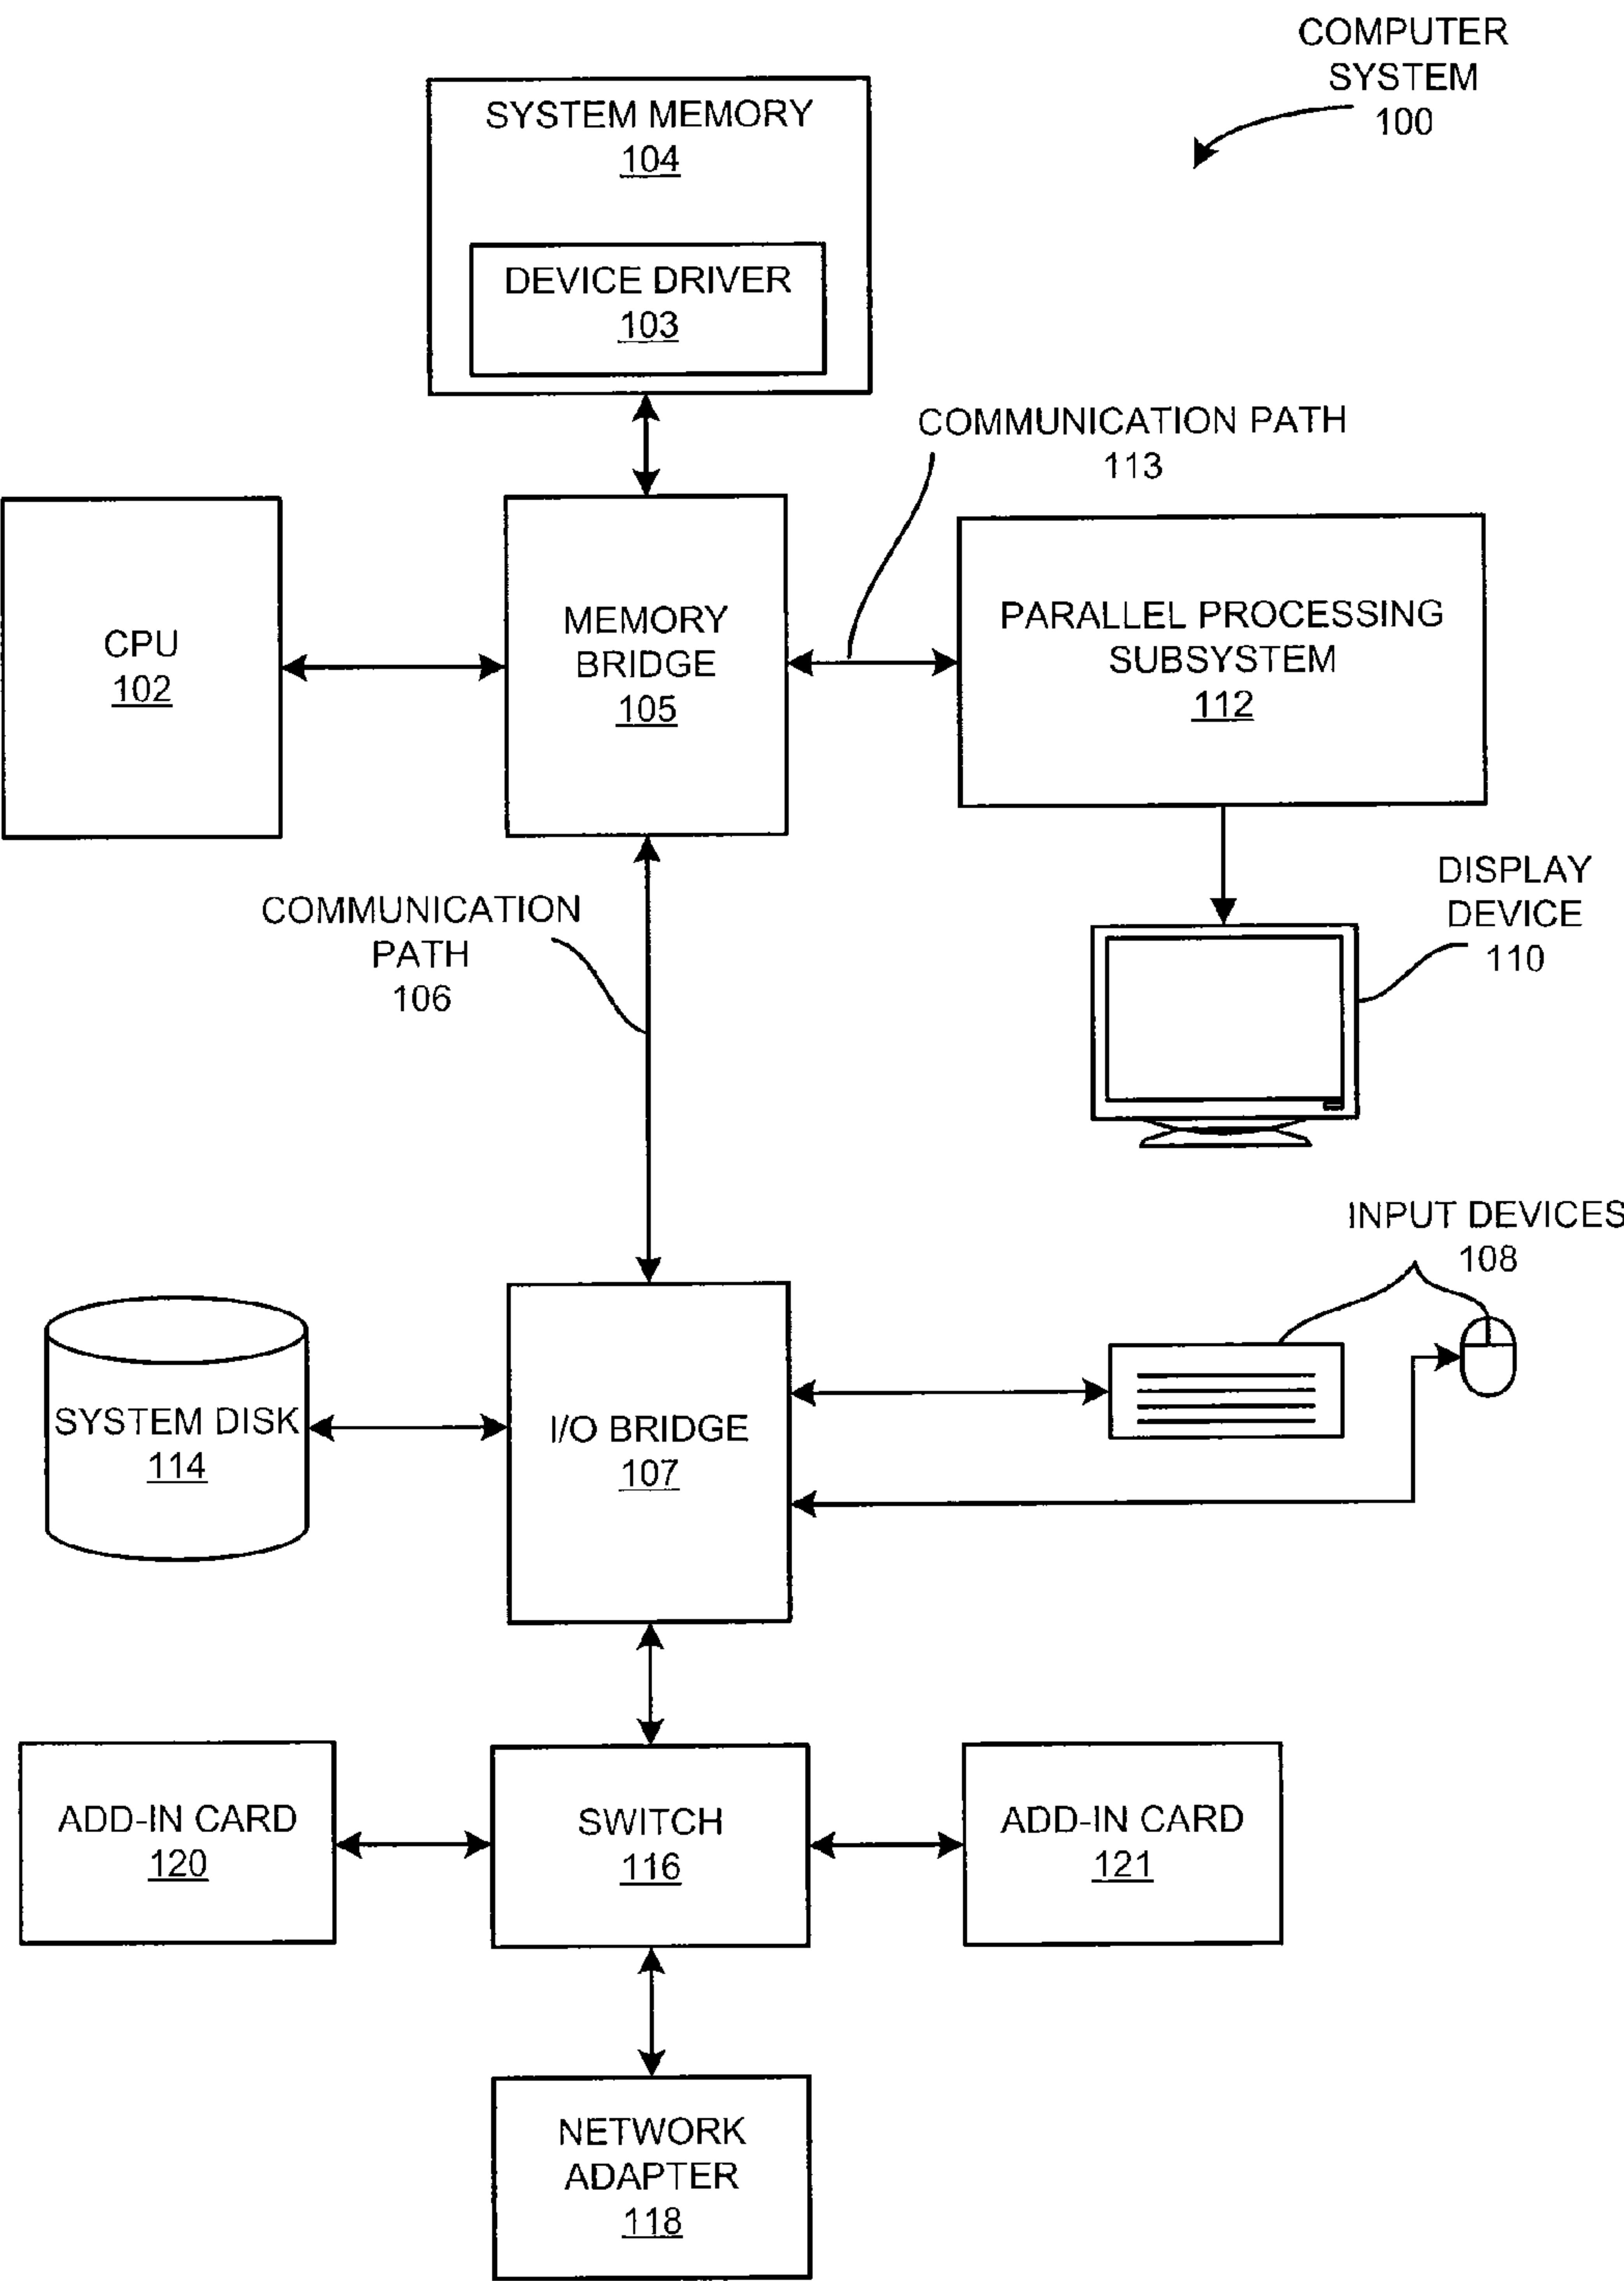 COMPUTER
SYSTEM
100
SYSTEM MEMORY
104
DEVICE DRIVER
103
COMMUNICATION PATH
113
CPU
102
MEMORY
BRIDGE
105
PARALLEL PROCESSING
SUBSYSTEM
112
COMMUNICATION
PATH
106
DISPLAY
DEVICE
110
INPUT DEVICES
108
SYSTEM DISK
114
I/O BRIDGE
107
ADD-IN CARD
120
SWITCH
116
ADD-IN CARD
121
NETWORK
ADAPTER
118